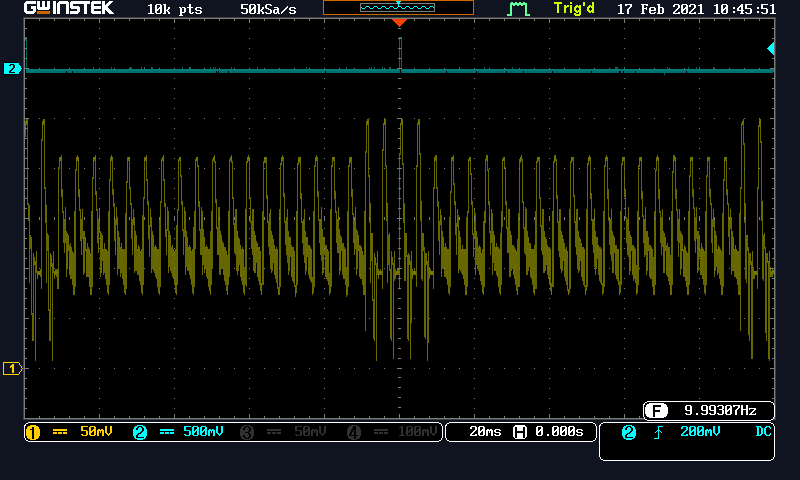 GWINSTEK 10k pts 50kSa/s Trig'd 17 Feb 2021 10:45:51
2
1
F 9.99307Hz
1 50mV 2 500mV 3 50mV 4 100mV 20ms H 0.000s 2 200mV DC